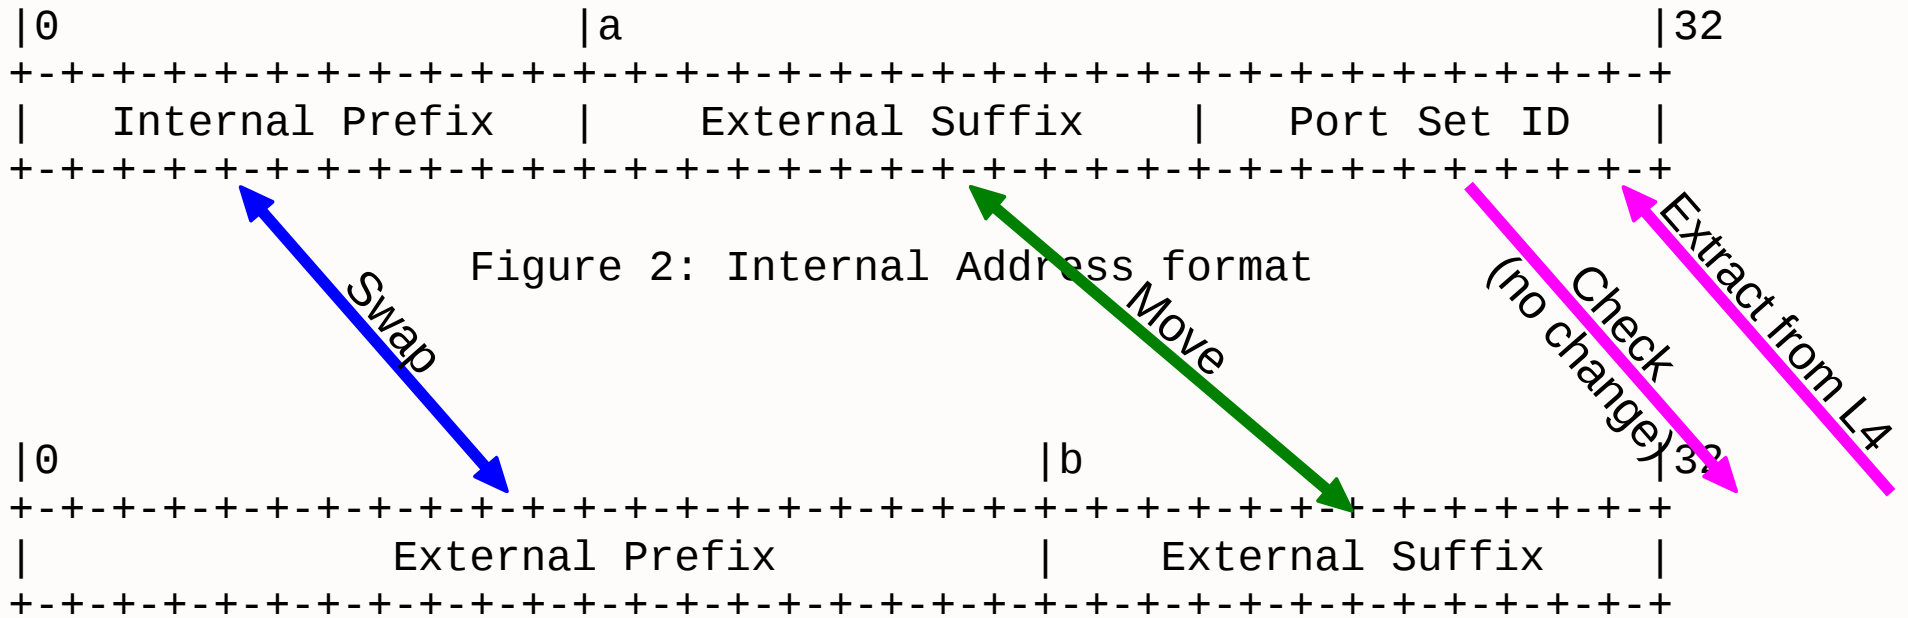 |0 |a |32
+-+-+-+-+-+-+-+-+-+-+-+-+-+-+-+-+-+-+-+-+-+-+-+-+-+-+-+-+-+-+-+-+
| Internal Prefix | External Suffix | Port Set ID |
+-+-+-+-+-+-+-+-+-+-+-+-+-+-+-+-+-+-+-+-+-+-+-+-+-+-+-+-+-+-+-+-+
Figure 2: Internal Address format
Swap
Move
Check
(no change)
Extract from L4
|0 |b |32
+-+-+-+-+-+-+-+-+-+-+-+-+-+-+-+-+-+-+-+-+-+-+-+-+-+-+-+-+-+-+-+-+
| External Prefix | External Suffix |
+-+-+-+-+-+-+-+-+-+-+-+-+-+-+-+-+-+-+-+-+-+-+-+-+-+-+-+-+-+-+-+-+